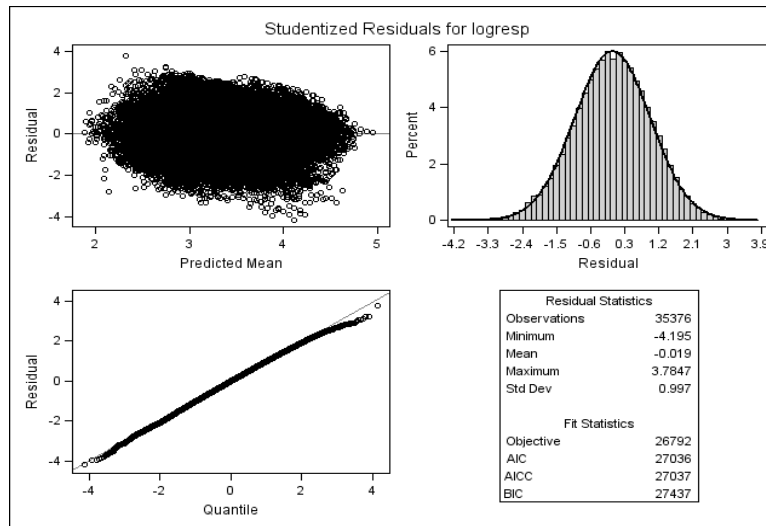 Studentized Residuals for logresp
4
2
0
-2
-4
Residual
2 3 4 5
Predicted Mean
6
4
2
0
Percent
-4.2 -3.3 -2.4 -1.5 -0.6 0.3 1.2 2.1 3 3.9
Residual
4
2
0
-2
-4
Residual
-4 -2 0 2 4
Quantile
Residual Statistics
Observations 35376
Minimum -4.195
Mean -0.019
Maximum 3.7847
Std Dev 0.997
Fit Statistics
Objective 26792
AIC 27036
AICC 27037
BIC 27437